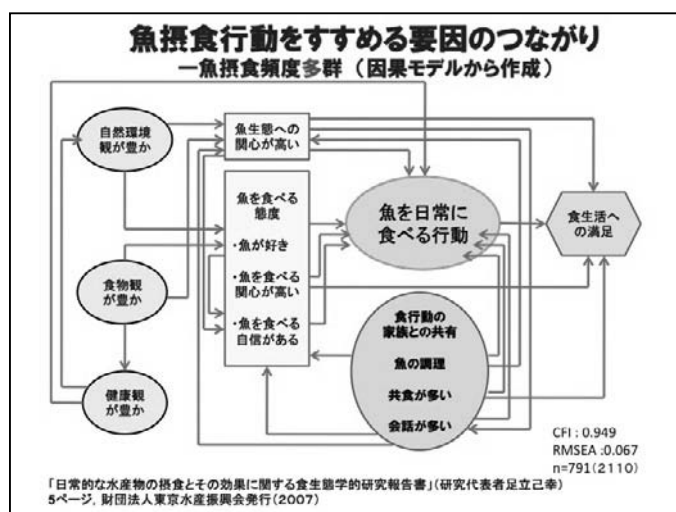 魚摂食行動をすすめる要因のつながり
―魚摂食頻度多群（因果モデルから作成）
自然環境
観が豊か
魚生態への
関心が高い
魚を食べる
態度
・魚が好き
・魚を食べる
関心が高い
・魚を食べる
自信がある
魚を日常に
食べる行動
食生活へ
の満足
食物観
が豊か
健康観
が豊か
食行動の
家族との共有
魚の調理
共食が多い
会話が多い
CFI : 0.949
RMSEA :0.067
n=791(2110)
「日常的な水産物の摂食とその効果に関する食生態学的研究報告書」(研究代表者足立己幸)
5ページ, 財団法人東京水産振興会発行(2007)